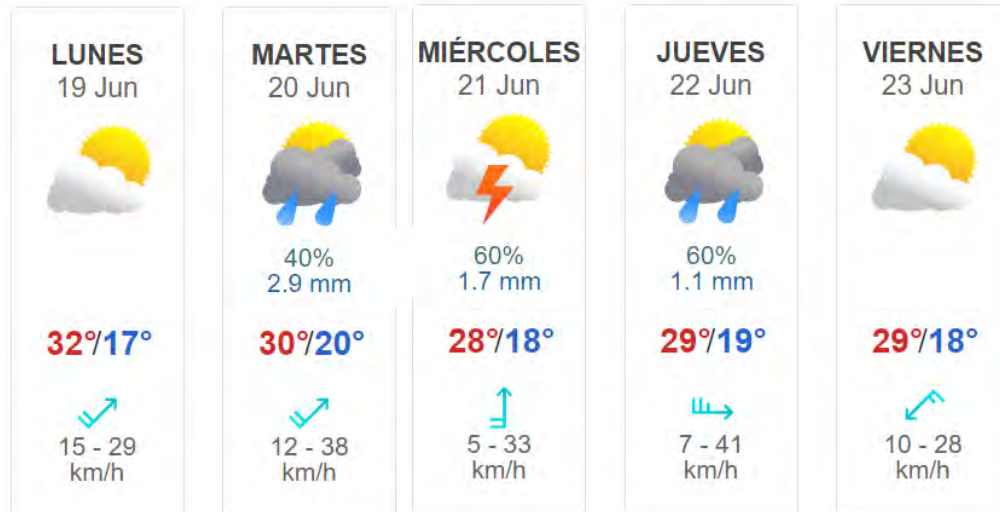 LUNES
19 Jun
32°/17°
15 - 29
km/h
MARTES
20 Jun
40%
2.9 mm
30°/20°
12 - 38
km/h
MIÉRCOLES
21 Jun
60%
1.7 mm
28°/18°
5 - 33
km/h
JUEVES
22 Jun
60%
1.1 mm
29°/19°
7 - 41
km/h
VIERNES
23 Jun
29°/18°
10 - 28
km/h